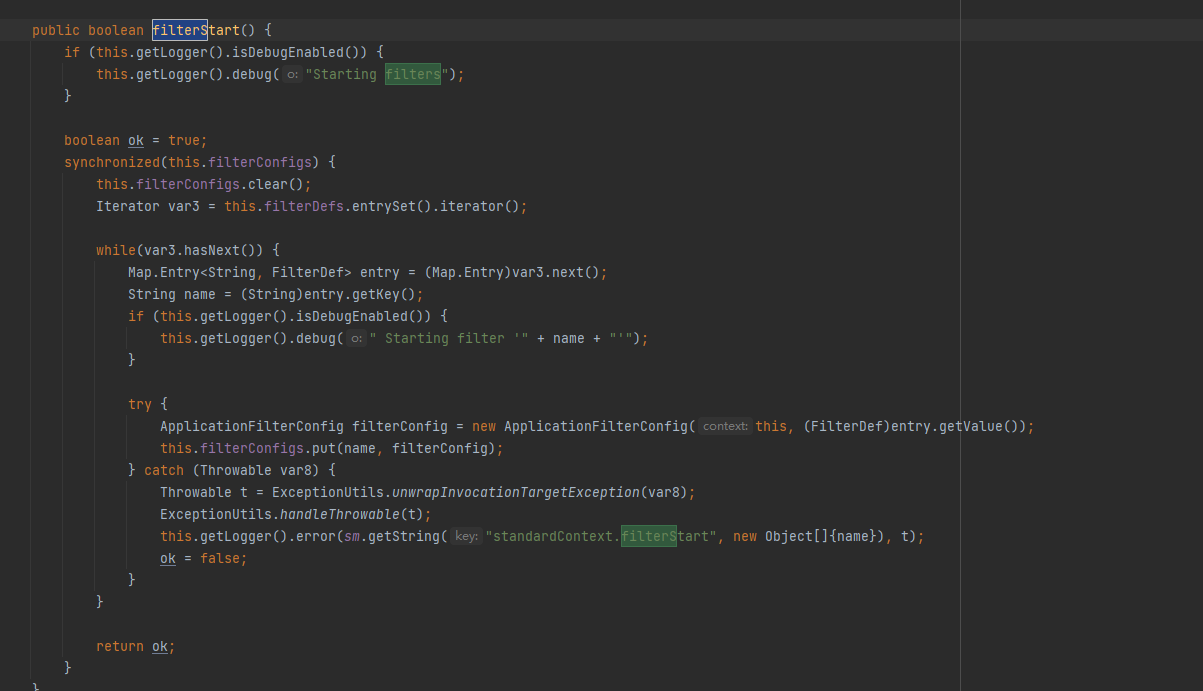 public boolean filterStart() {
if (this.getLogger().isDebugEnabled()) {
this.getLogger().debug( o: "Starting filters");
}
boolean ok = true;
synchronized(this.filterConfigs) {
this.filterConfigs.clear();
Iterator var3 = this.filterDefs.entrySet().iterator();
while(var3.hasNext()) {
Map.Entry<String, FilterDef> entry = (Map.Entry)var3.next();
String name = (String)entry.getKey();
if (this.getLogger().isDebugEnabled()) {
this.getLogger().debug( o: " Starting filter '" + name + "'");
}
try {
ApplicationFilterConfig filterConfig = new ApplicationFilterConfig( context: this, (FilterDef)entry.getValue());
this.filterConfigs.put(name, filterConfig);
} catch (Throwable var8) {
Throwable t = ExceptionUtils.unwrapInvocationTargetException(var8);
ExceptionUtils.handleThrowable(t);
this.getLogger().error(sm.getString( key: "standardContext.filterStart", new Object[]{name}), t);
ok = false;
}
}
return ok;
}
}